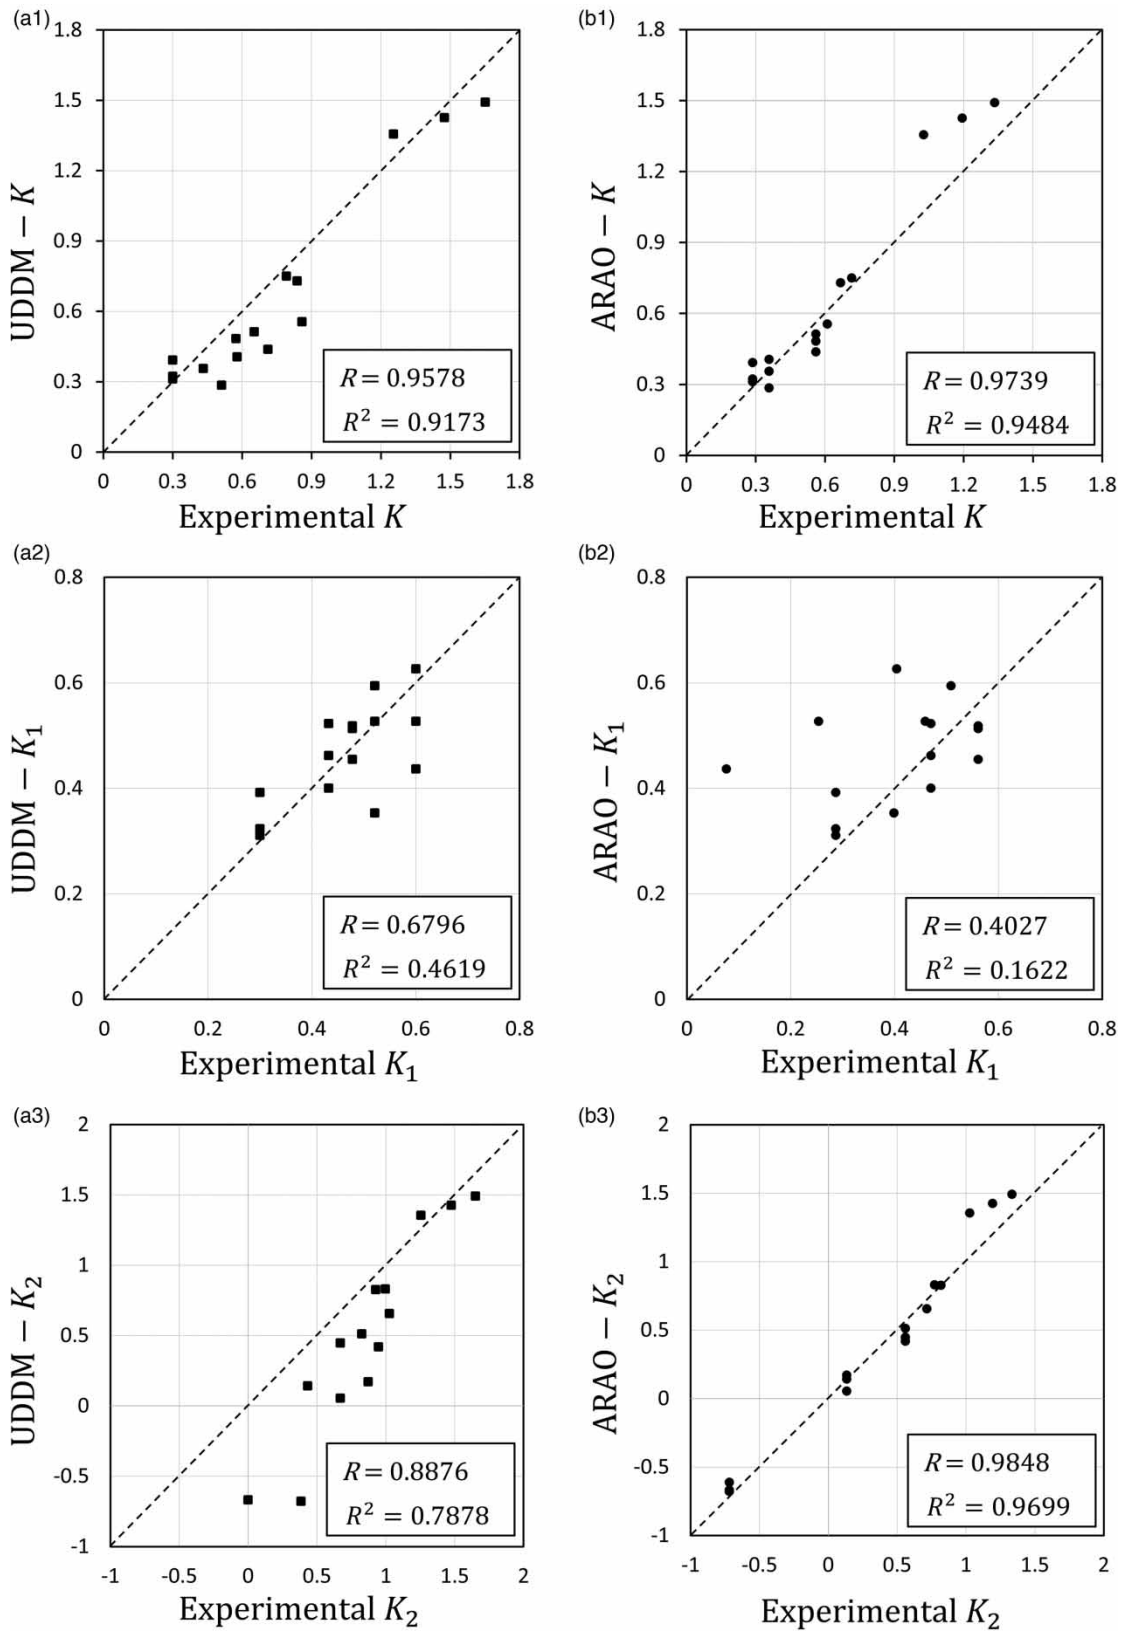 (a1)
1.8
1.5
1.2
0.9
0.6
0.3
0
UDDM − K
R = 0.9578
R² = 0.9173
0 0.3 0.6 0.9 1.2 1.5 1.8
Experimental K
(b1)
1.8
1.5
1.2
0.9
0.6
0.3
0
ARAO − K
R = 0.9739
R² = 0.9484
0 0.3 0.6 0.9 1.2 1.5 1.8
Experimental K
(a2)
0.8
0.6
0.4
0.2
0
UDDM − K₁
R = 0.6796
R² = 0.4619
0 0.2 0.4 0.6 0.8
Experimental K₁
(b2)
0.8
0.6
0.4
0.2
0
ARAO − K₁
R = 0.4027
R² = 0.1622
0 0.2 0.4 0.6 0.8
Experimental K₁
(a3)
2
1.5
1
0.5
0
-0.5
-1
UDDM − K₂
R = 0.8876
R² = 0.7878
-1 -0.5 0 0.5 1 1.5 2
Experimental K₂
(b3)
2
1.5
1
0.5
0
-0.5
-1
ARAO − K₂
R = 0.9848
R² = 0.9699
-1 -0.5 0 0.5 1 1.5 2
Experimental K₂